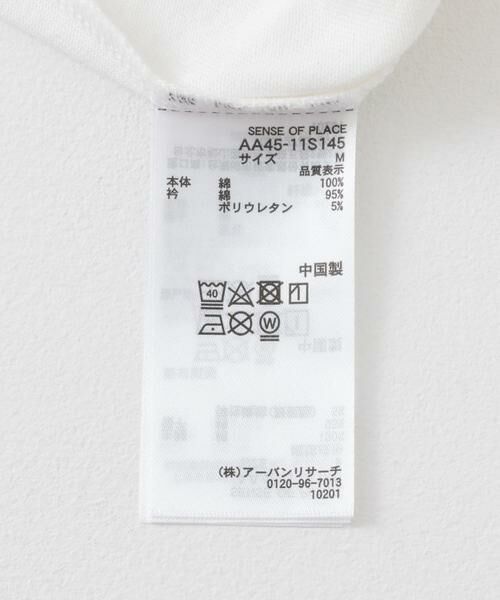 SENSE OF PLACE
AA45-11S145
サイズ M
品質表示
本体 綿 100%
衿 綿 95%
ポリウレタン 5%
中国製
40
W
(株)アーバンリサーチ
0120-96-7013
10201